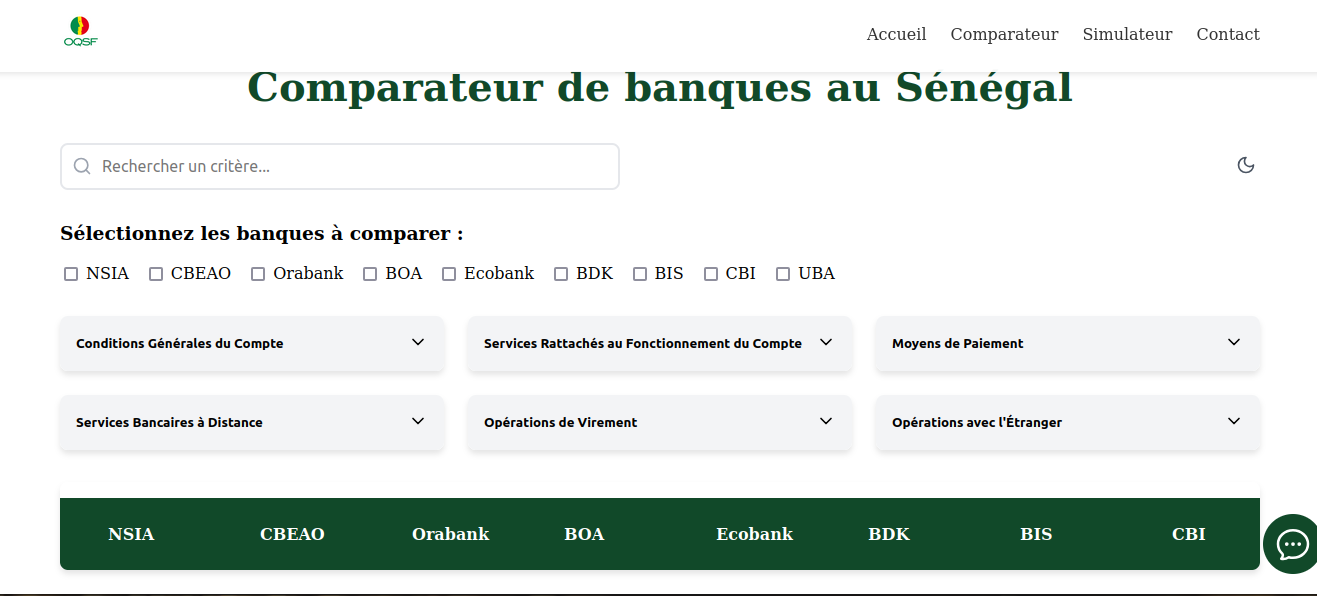 OQSF
Accueil Comparateur Simulateur Contact
Comparateur de banques au Sénégal
Rechercher un critère...
Sélectionnez les banques à comparer :
NSIA CBEAO Orabank BOA Ecobank BDK BIS CBI UBA
Conditions Générales du Compte Services Rattachés au Fonctionnement du Compte Moyens de Paiement
Services Bancaires à Distance Opérations de Virement Opérations avec l'Étranger
NSIA CBEAO Orabank BOA Ecobank BDK BIS CBI